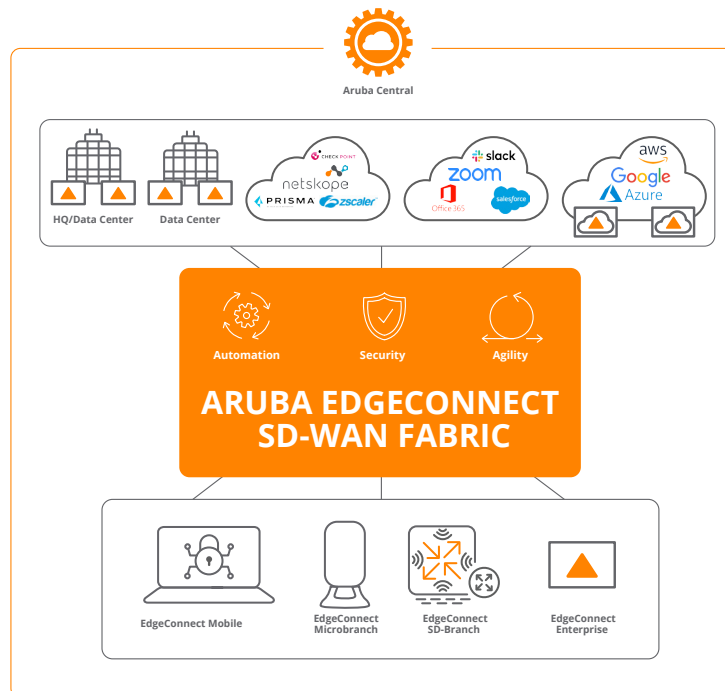 Aruba Central
HQ/Data Center
Data Center
CHECK POINT
netskope
PRISMA
zscaler
slack
zoom
Office 365
salesforce
aws
Google
Azure
Automation
Security
Agility
ARUBA EDGECONNECT
SD-WAN FABRIC
EdgeConnect Mobile
EdgeConnect
Microbranch
EdgeConnect
SD-Branch
EdgeConnect
Enterprise